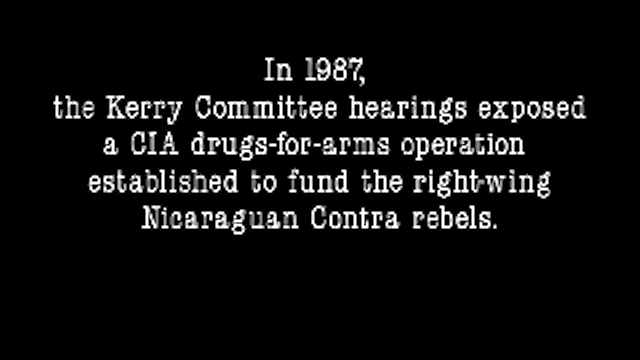 In 1987,
the Kerry Committee hearings exposed
a CIA drugs-for-arms operation
established to fund the right-wing
Nicaraguan Contra rebels.